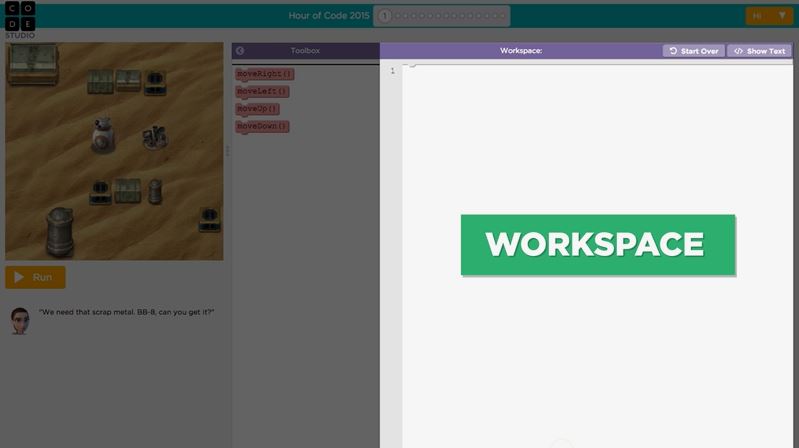 C O
D E
STUDIO
Hour of Code 2015
1
Hi
Toolbox
Workspace:
Start Over
</> Show Text
moveRight()
moveLeft()
moveUp()
moveDown()
1
WORKSPACE
Run
"We need that scrap metal. BB-8, can you get it?"